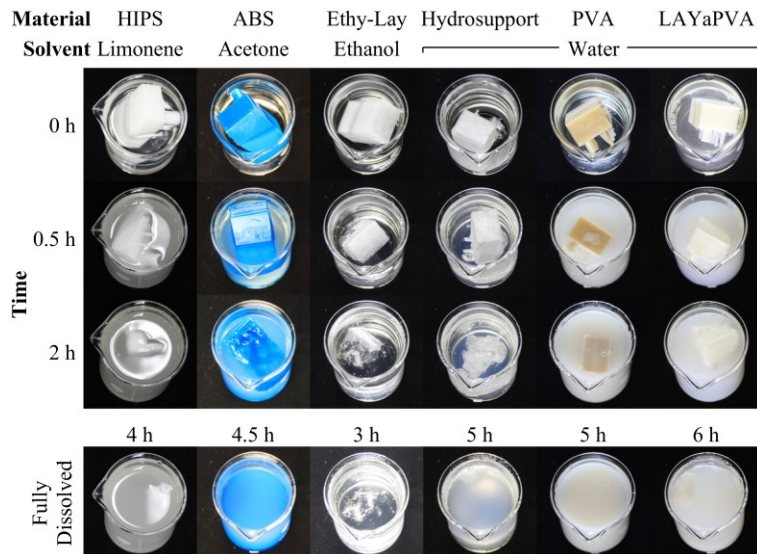 Material HIPS ABS Ethy-Lay Hydrosupport PVA LAYaPVA
Solvent Limonene Acetone Ethanol Water
0 h
0.5 h
Time
2 h
4 h 4.5 h 3 h 5 h 5 h 6 h
Fully
Dissolved